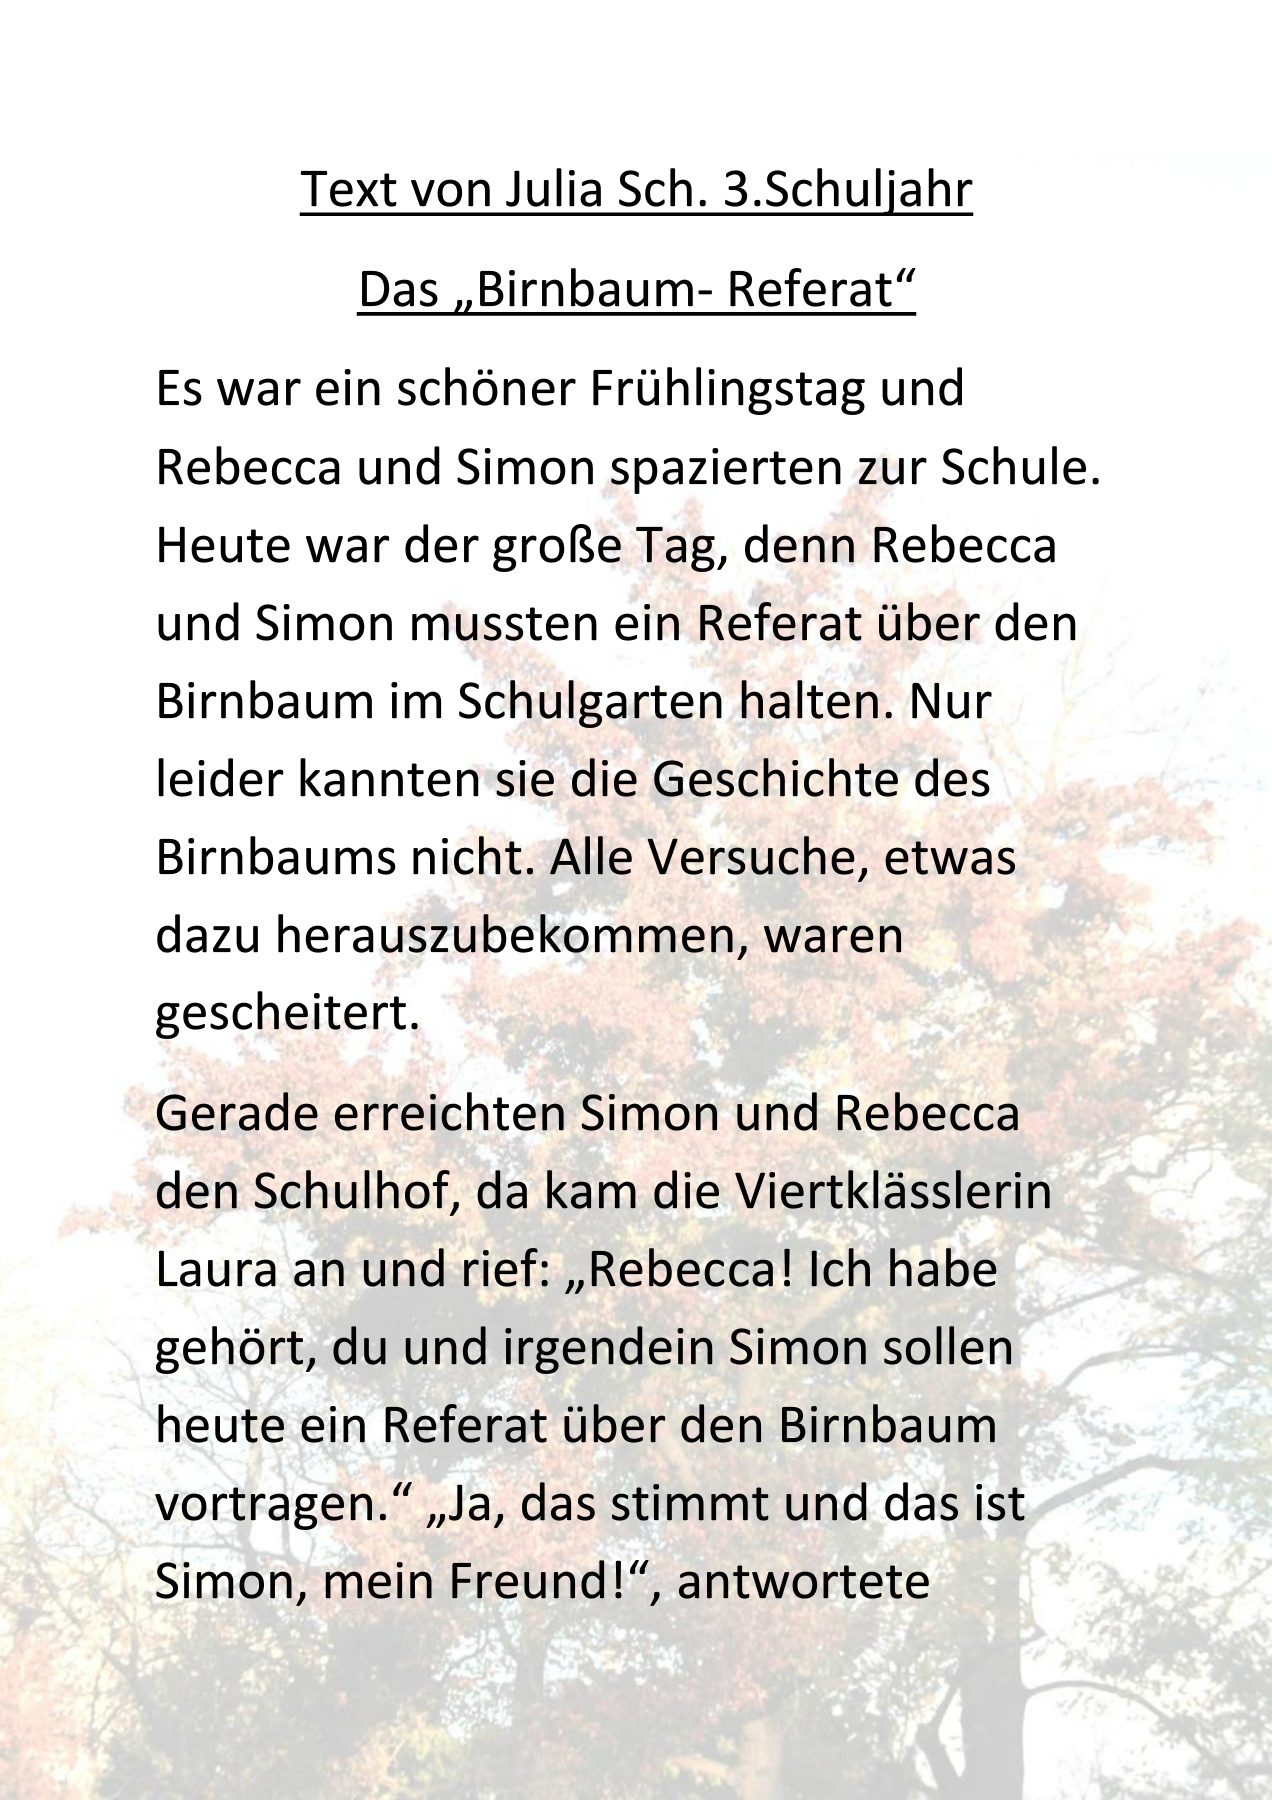 Text von Julia Sch. 3.Schuljahr
Das „Birnbaum- Referat“
Es war ein schöner Frühlingstag und
Rebecca und Simon spazierten zur Schule.
Heute war der große Tag, denn Rebecca
und Simon mussten ein Referat über den
Birnbaum im Schulgarten halten. Nur
leider kannten sie die Geschichte des
Birnbaums nicht. Alle Versuche, etwas
dazu herauszubekommen, waren
gescheitert.
Gerade erreichten Simon und Rebecca
den Schulhof, da kam die Viertklässlerin
Laura an und rief: „Rebecca! Ich habe
gehört, du und irgendein Simon sollen
heute ein Referat über den Birnbaum
vortragen.“ „Ja, das stimmt und das ist
Simon, mein Freund!“, antwortete